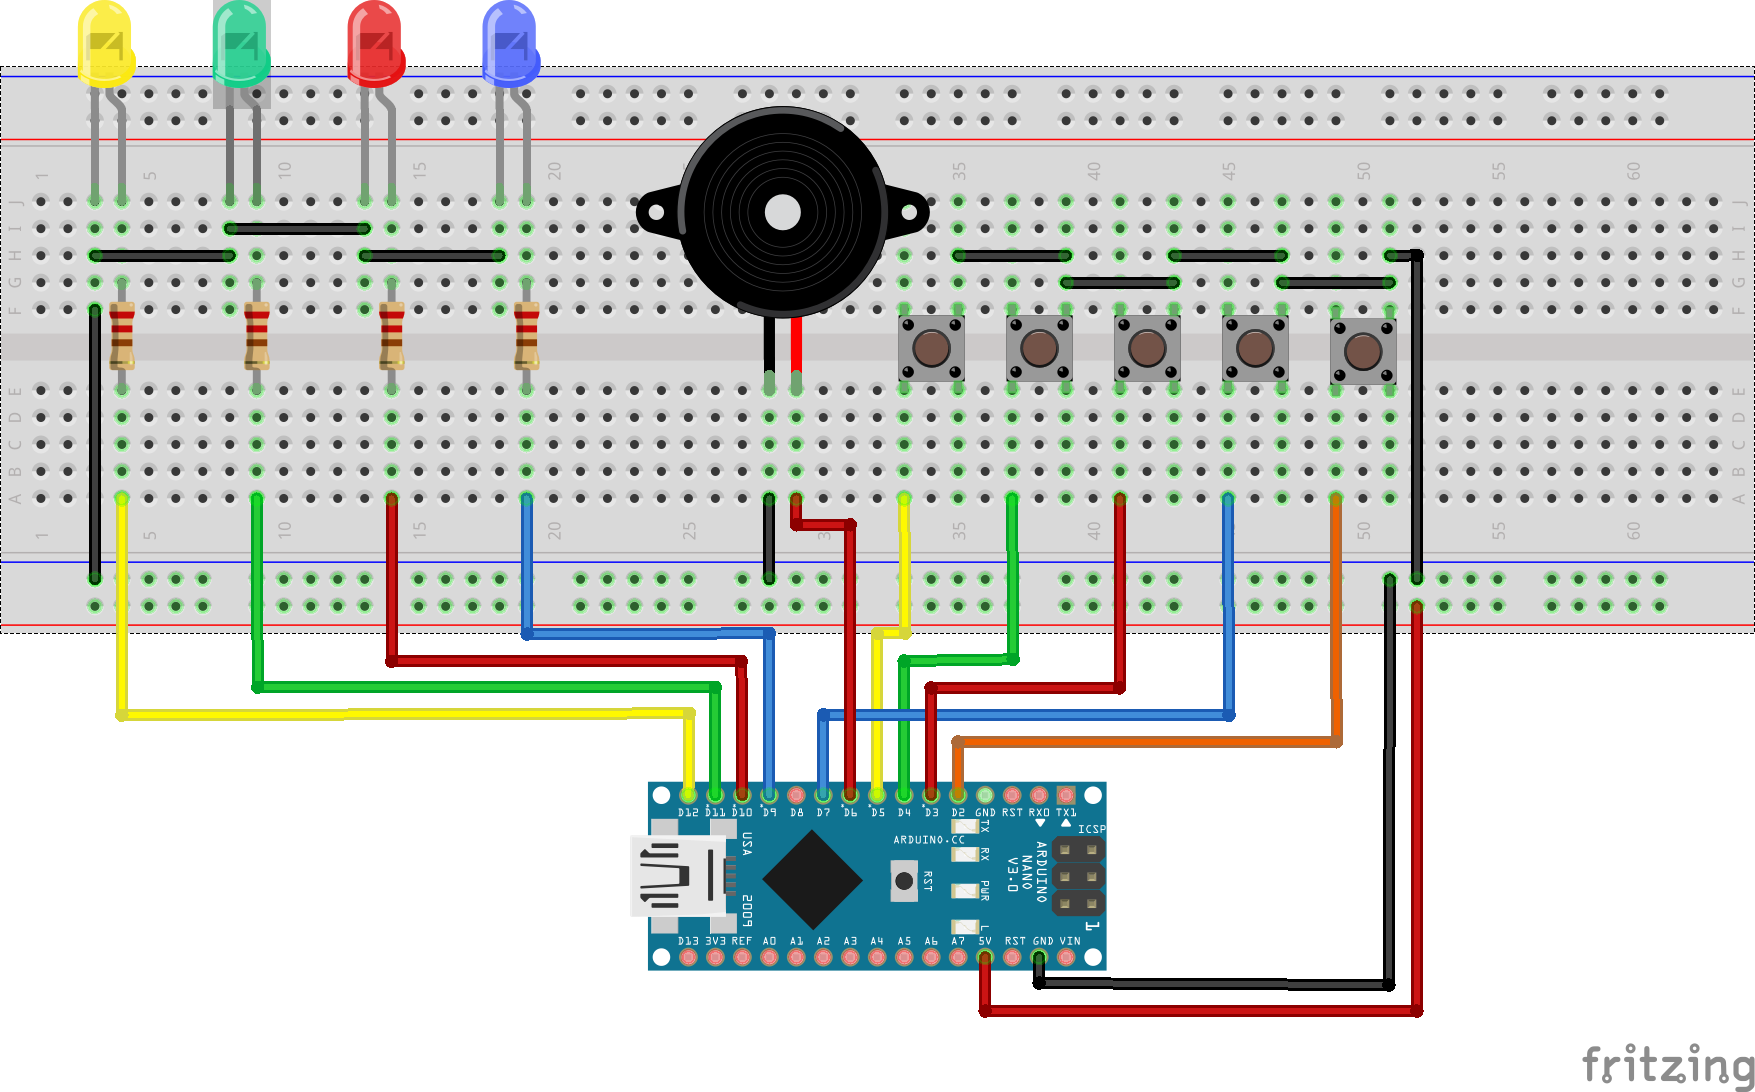 1 5 10 15 20 35 40 45 50 55 60
J J
I I
H H
G G
F F
E E
D D
C C
B B
A A
1 5 10 15 20 25 3 35 40 50 55 60
D12 D11 D10 D9 D8 D7 D6 D5 D4 D3 D2 GND RST RX0 TX1
TX
ICSP
USA
ARDUINO.CC
RX
ARDUINO
NANO
V3.0
RST
PWR
2009
L
1
D13 3V3 REF A0 A1 A2 A3 A4 A5 A6 A7 5V RST GND VIN
fritzing